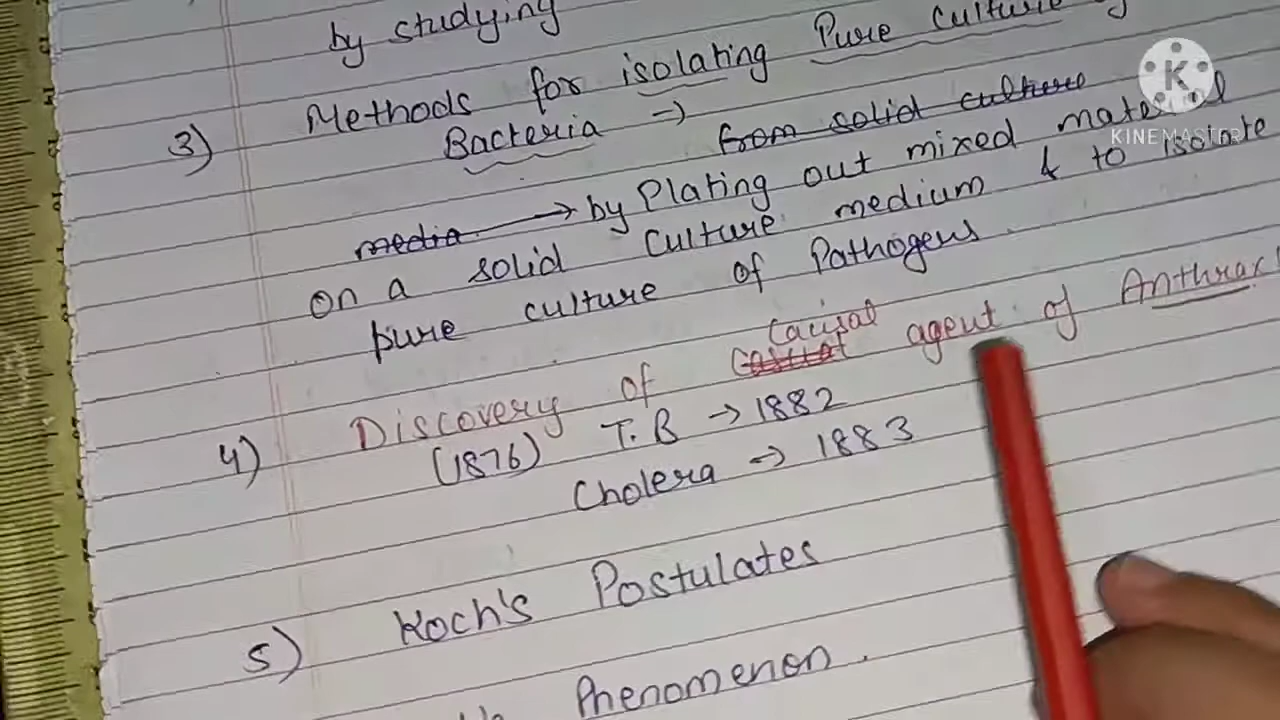 by studying
3) Methods for isolating Pure culture
Bacteria →
from solid culture
media → by Plating out mixed material
on a solid culture medium & to isolate
pure culture of Pathogens.
4) Discovery of causal agent of Anthrax
(1876) T.B → 1882
Cholera → 1883
5) Koch's Postulates
Phenomenon.
K
KINEMASTER